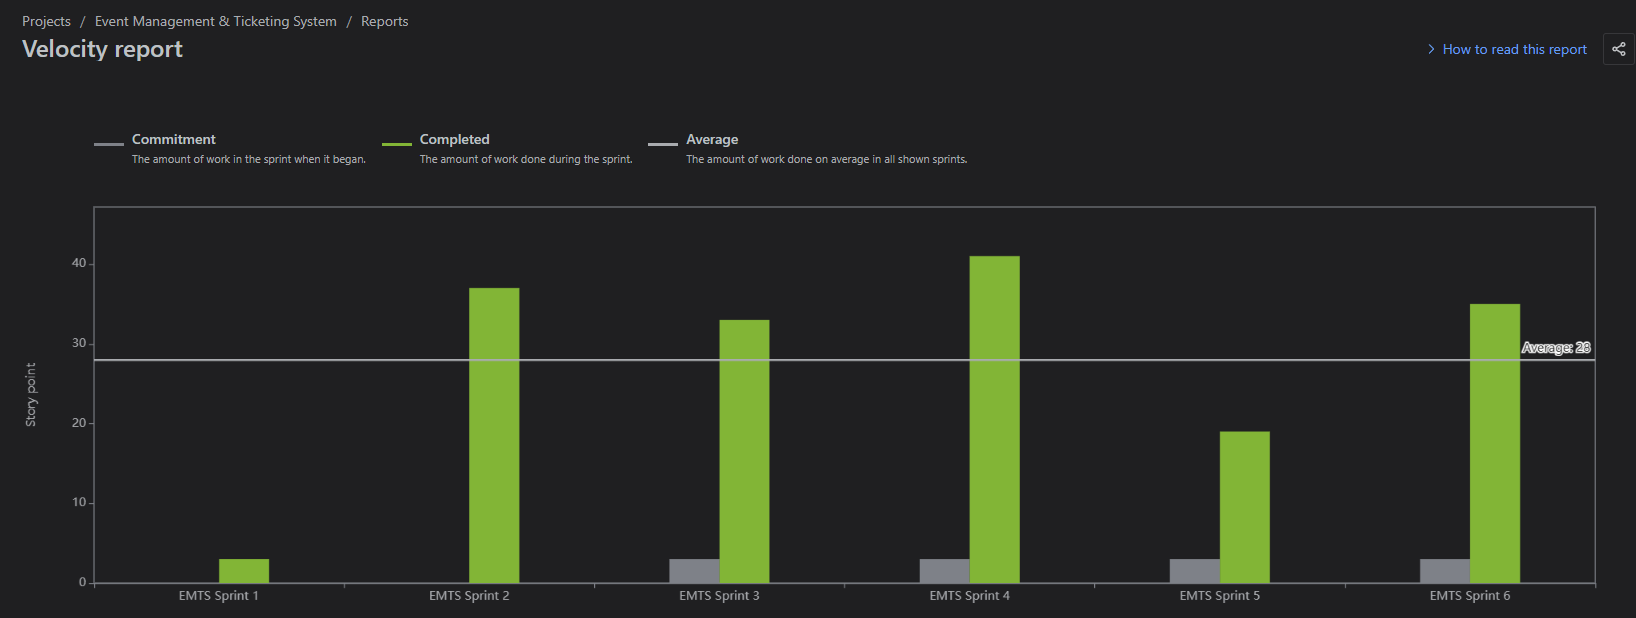 Projects / Event Management & Ticketing System / Reports
Velocity report
How to read this report
Commitment
The amount of work in the sprint when it began.
Completed
The amount of work done during the sprint.
Average
The amount of work done on average in all shown sprints.
40
30
20
10
0
Story point
Average: 28
EMTS Sprint 1
EMTS Sprint 2
EMTS Sprint 3
EMTS Sprint 4
EMTS Sprint 5
EMTS Sprint 6